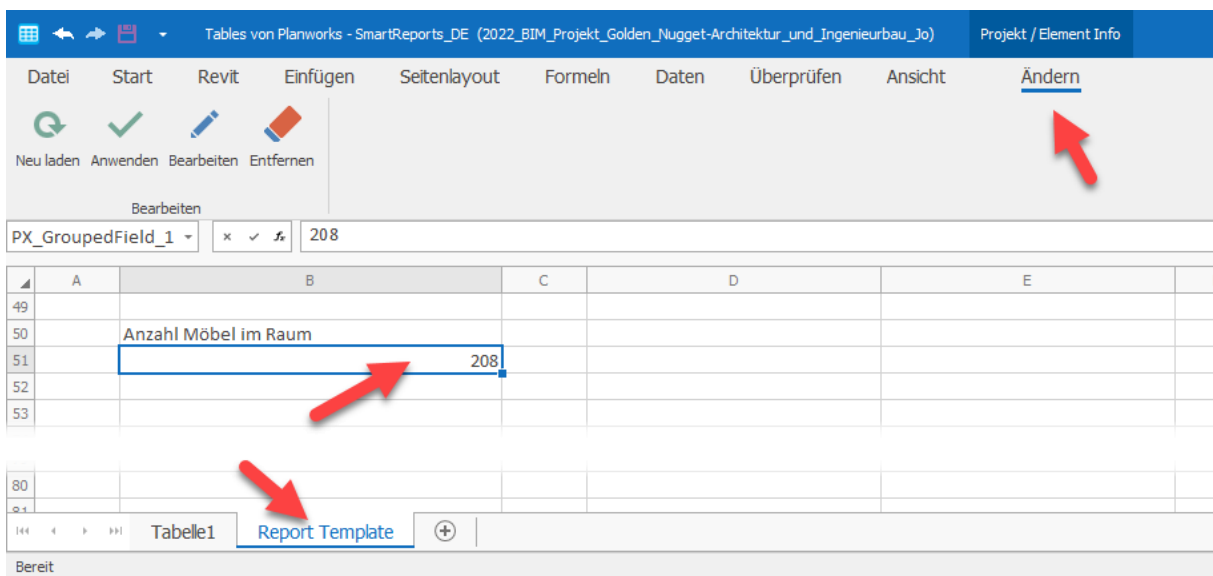 Tables von Planworks - SmartReports_DE (2022_BIM_Projekt_Golden_Nugget-Architektur_und_Ingenieurbau_Jo) Projekt / Element Info
Datei Start Revit Einfügen Seitenlayout Formeln Daten Überprüfen Ansicht Ändern
Neu laden Anwenden Bearbeiten Entfernen
Bearbeiten
PX_GroupedField_1 × ✓ fx 208
A B C D E
49
50 Anzahl Möbel im Raum
51 208
52
53
80
81
Tabelle1 Report Template
Bereit